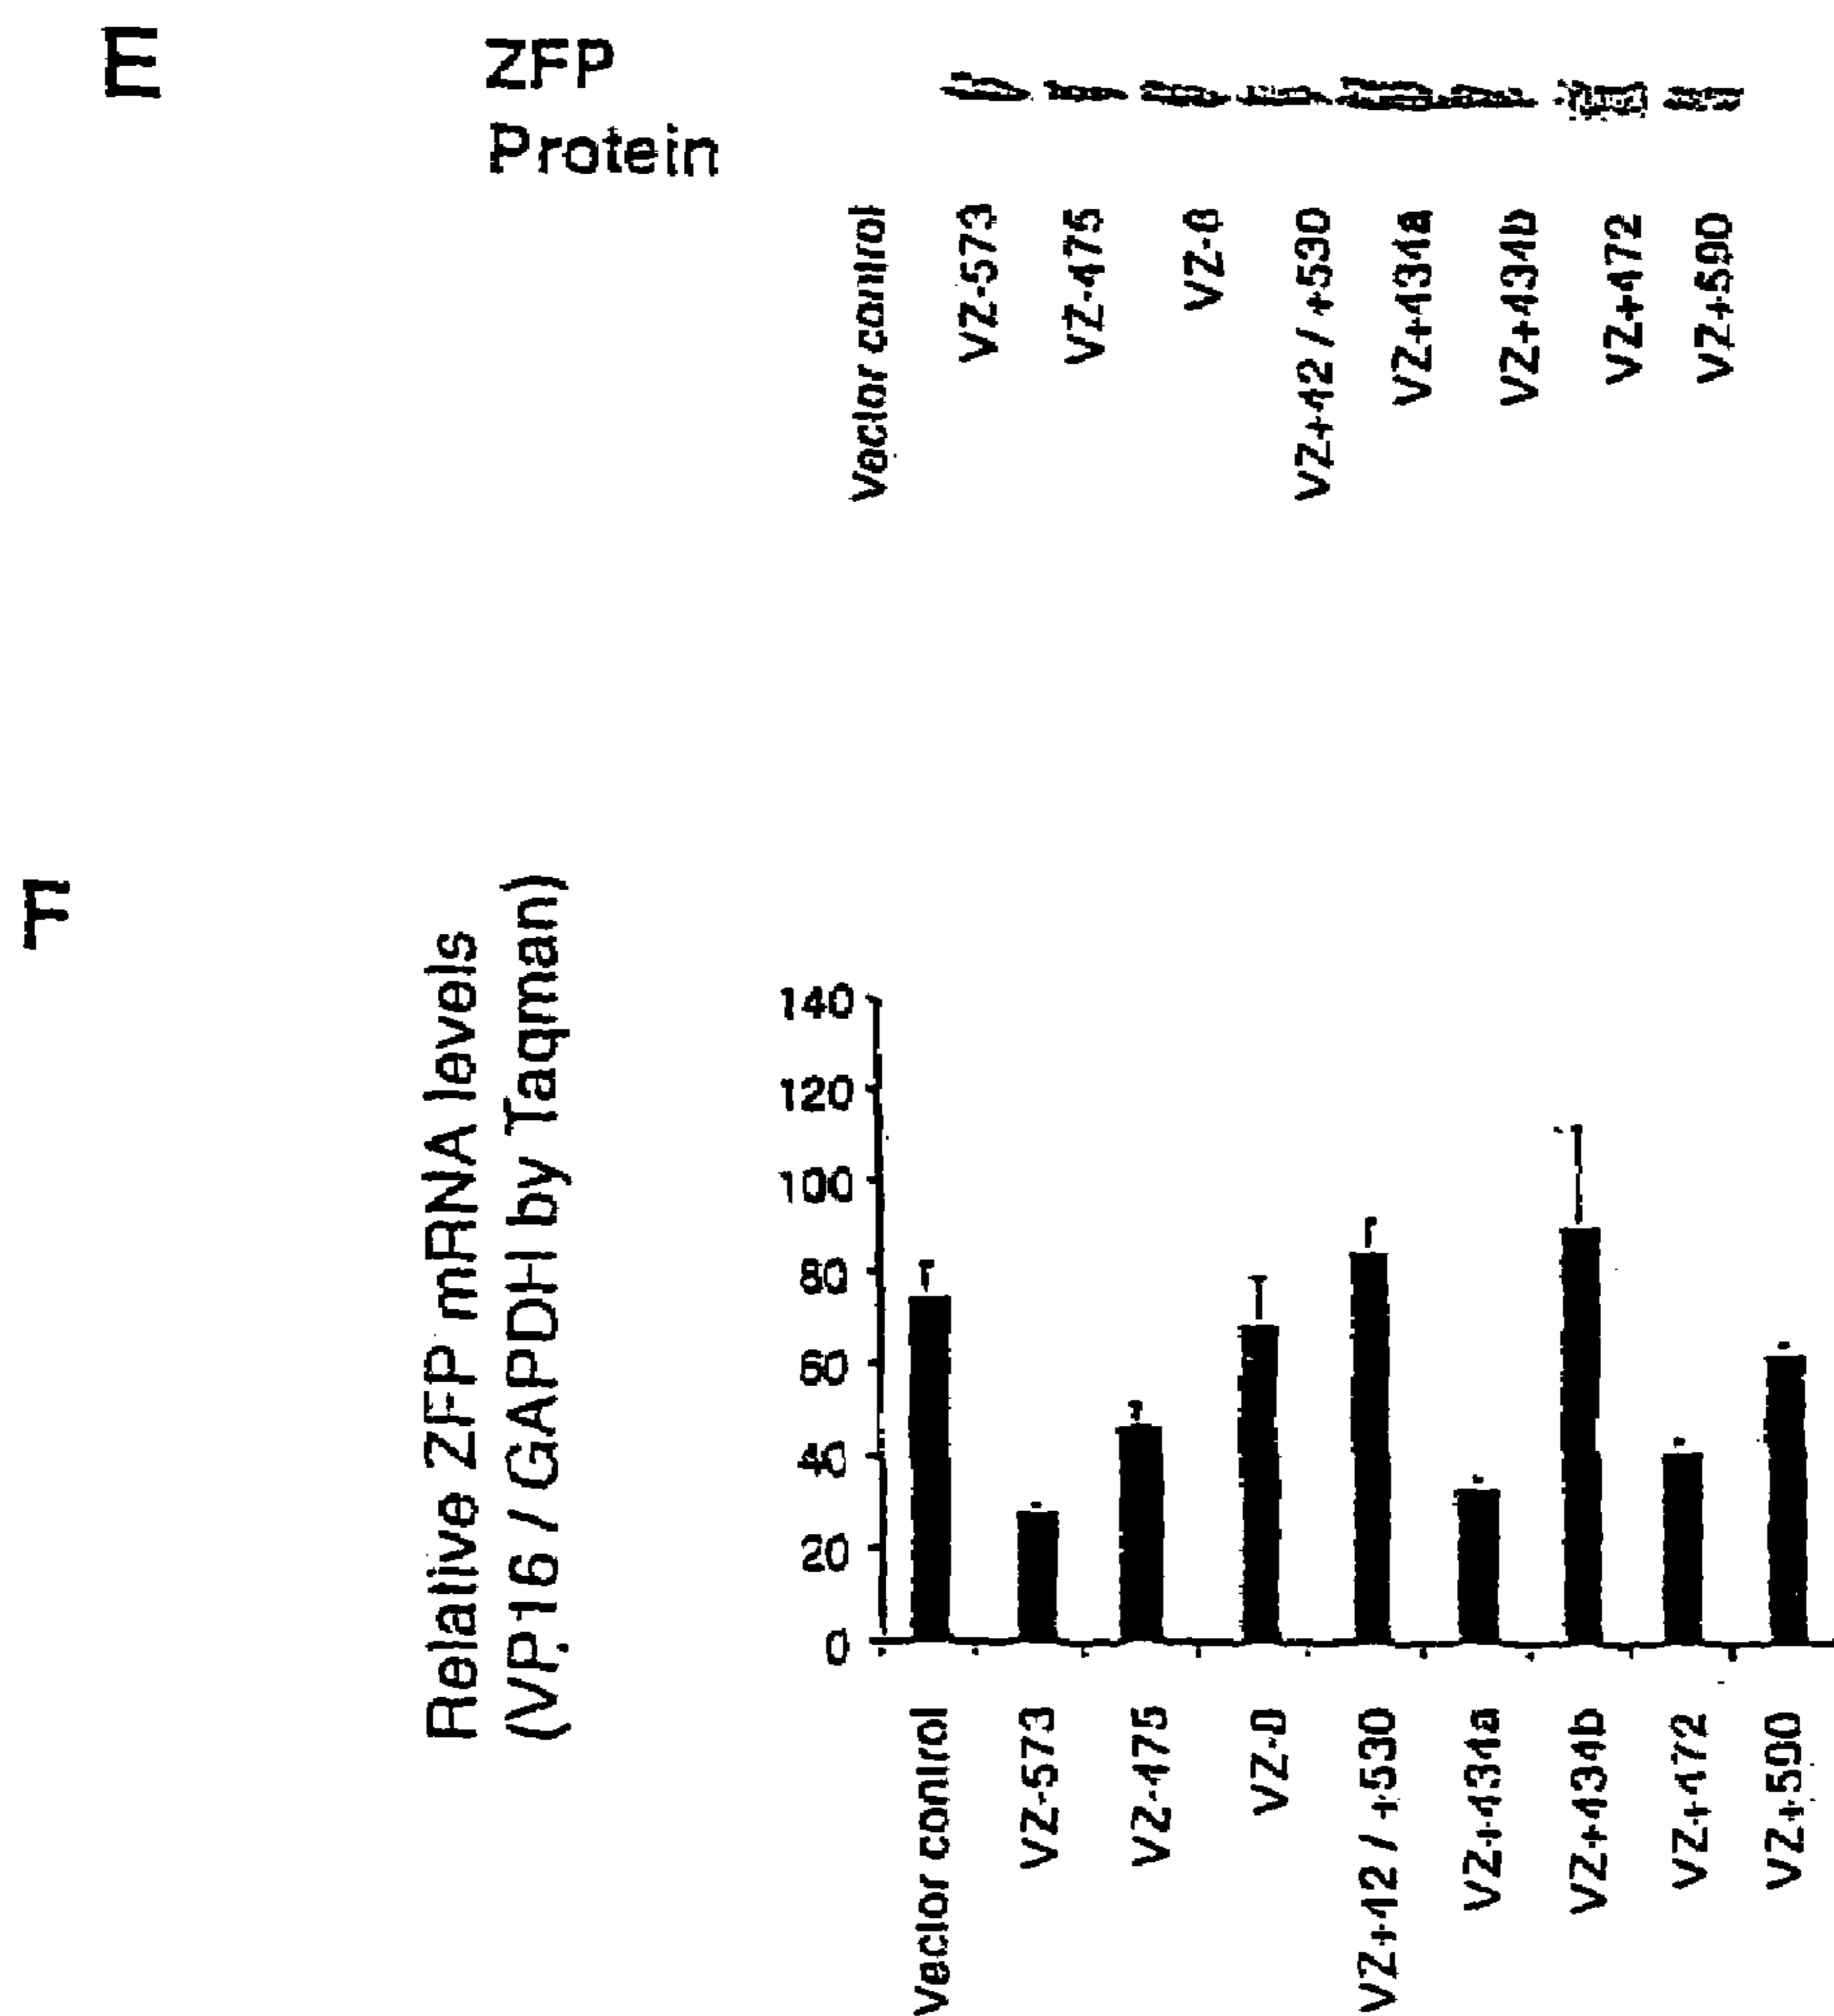 E
ZFP
Protein
Vector control
VZ-573
VZ-475
VZ-8
VZ+42 / +530
VZ+434a
VZ+434b
VZ+472
VZ+590
F
Relative ZFP mRNA levels
(VP16 / GAPDH by Taqman)
140
120
100
80
60
40
20
0
Vector control
VZ-573
VZ-475
VZ-8
VZ+42 / +530
VZ+434a
VZ+434b
VZ+472
VZ+590